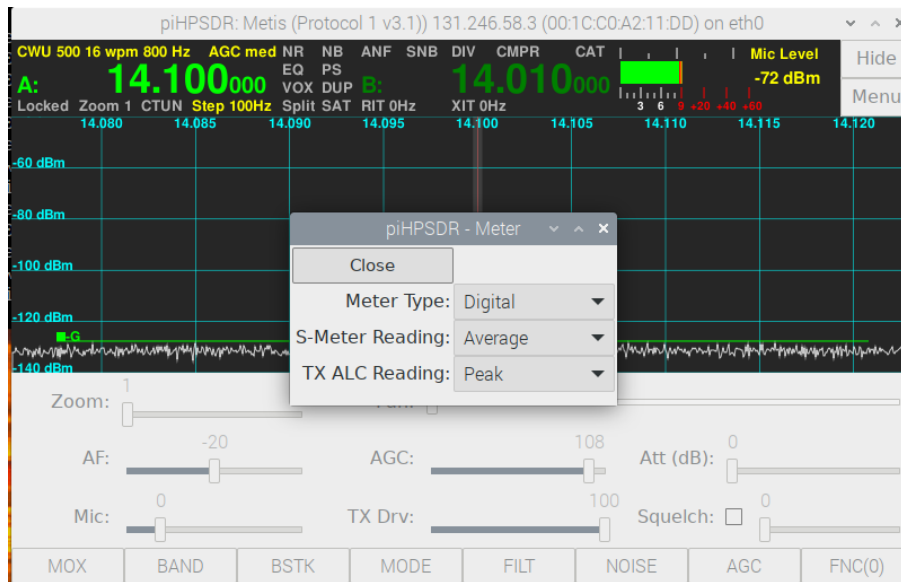 piHPSDR: Metis (Protocol 1 v3.1)) 131.246.58.3 (00:1C:C0:A2:11:DD) on eth0
CWU 500 16 wpm 800 Hz AGC med NR NB ANF SNB DIV CMPR CAT Mic Level Hide
EQ PS
A: 14.100000 VOX DUP B: 14.010000 -72 dBm
Locked Zoom 1 CTUN Step 100Hz Split SAT RIT 0Hz XIT 0Hz 3 6 9 +20 +40 +60 Menu
14.080 14.085 14.090 14.095 14.100 14.105 14.110 14.115 14.120
-60 dBm
-80 dBm
piHPSDR - Meter
Close
-100 dBm
Meter Type: Digital
-120 dBm
-G
S-Meter Reading: Average
-140 dBm
TX ALC Reading: Peak
Zoom: 1
AF: -20 AGC: 108 Att (dB): 0
Mic: 0 TX Drv: 100 Squelch: 0
MOX BAND BSTK MODE FILT NOISE AGC FNC(0)